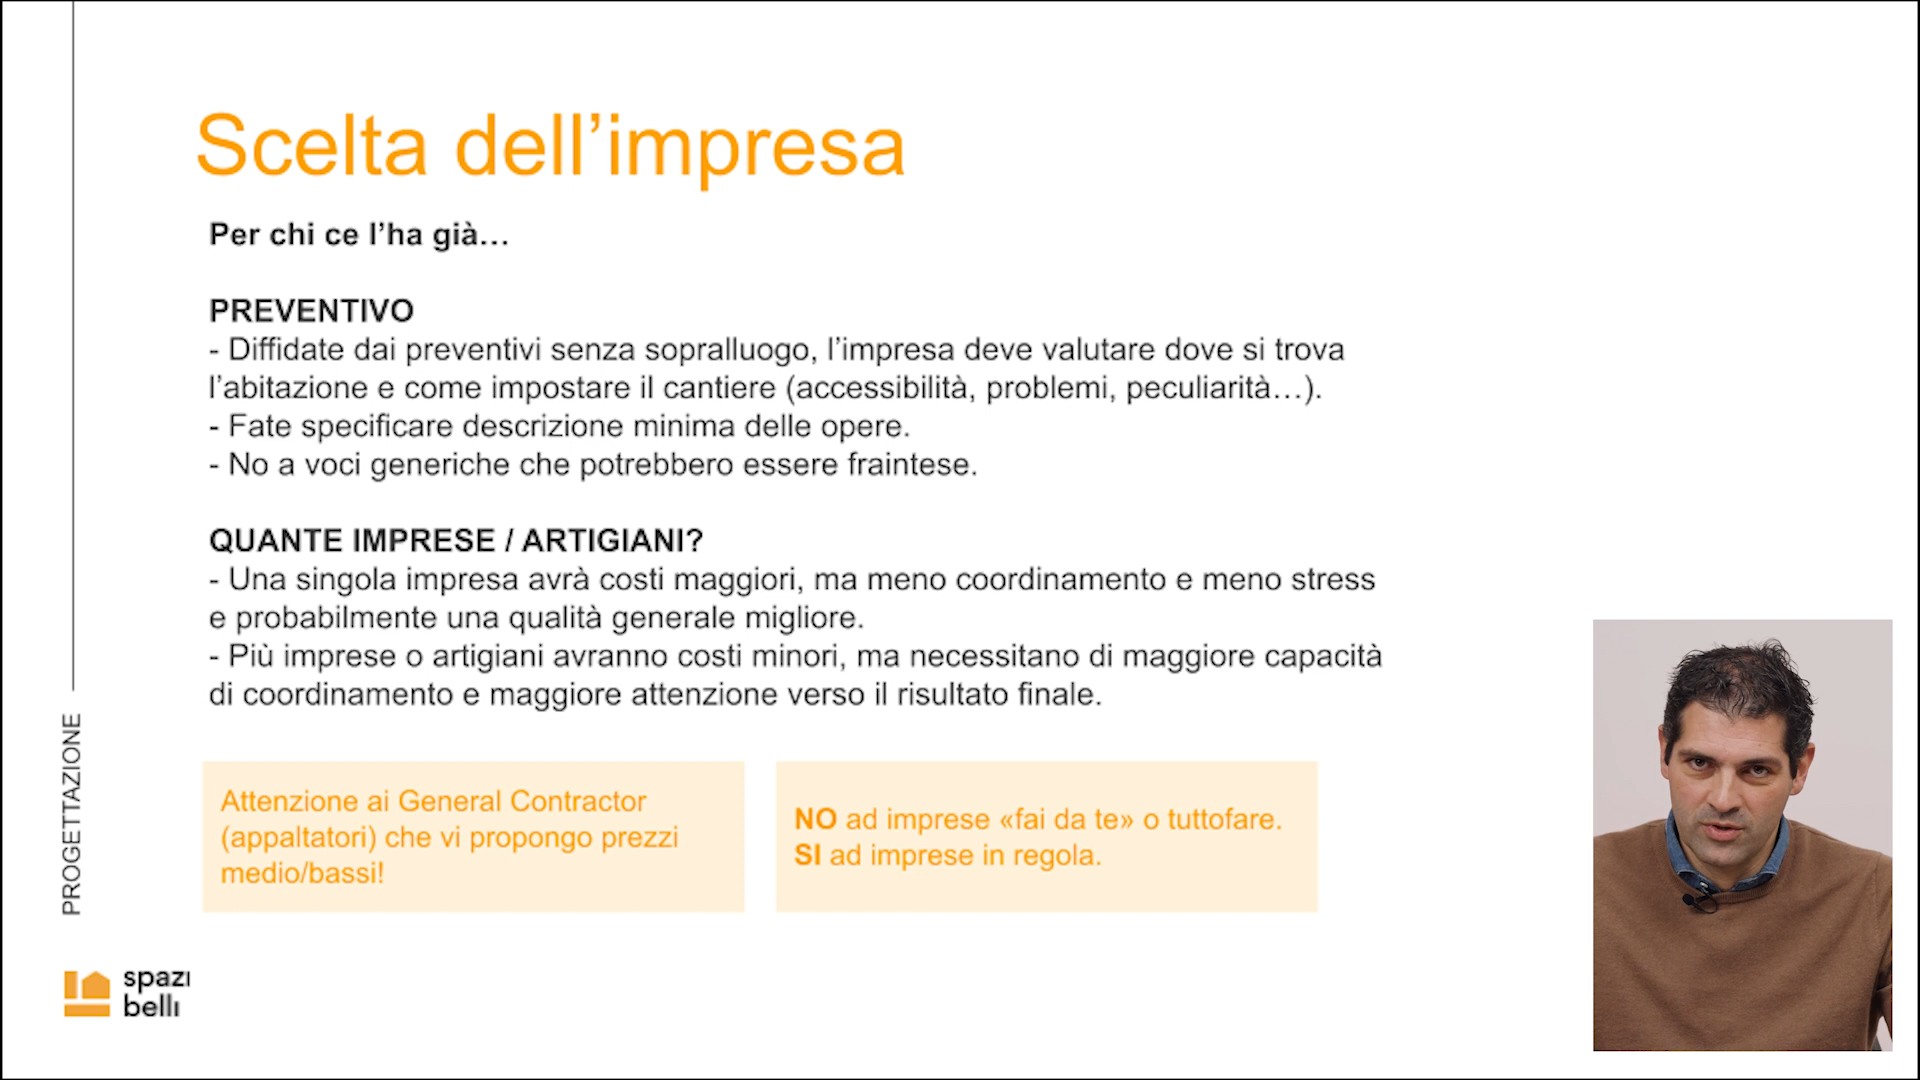 Scelta dell’impresa
Per chi ce l’ha già…
PREVENTIVO
- Diffidate dai preventivi senza sopralluogo, l’impresa deve valutare dove si trova
l’abitazione e come impostare il cantiere (accessibilità, problemi, peculiarità…).
- Fate specificare descrizione minima delle opere.
- No a voci generiche che potrebbero essere fraintese.
QUANTE IMPRESE / ARTIGIANI?
- Una singola impresa avrà costi maggiori, ma meno coordinamento e meno stress
e probabilmente una qualità generale migliore.
- Più imprese o artigiani avranno costi minori, ma necessitano di maggiore capacità
di coordinamento e maggiore attenzione verso il risultato finale.
Attenzione ai General Contractor
(appaltatori) che vi propongo prezzi
medio/bassi!
NO ad imprese «fai da te» o tuttofare.
SI ad imprese in regola.
PROGETTAZIONE
spazi
belli